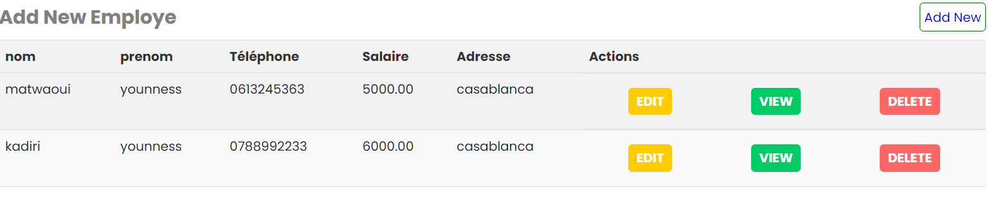 Add New Employe
Add New
nom prenom Téléphone Salaire Adresse Actions
matwaoui younness 0613245363 5000.00 casablanca EDIT VIEW DELETE
kadiri younness 0788992233 6000.00 casablanca EDIT VIEW DELETE